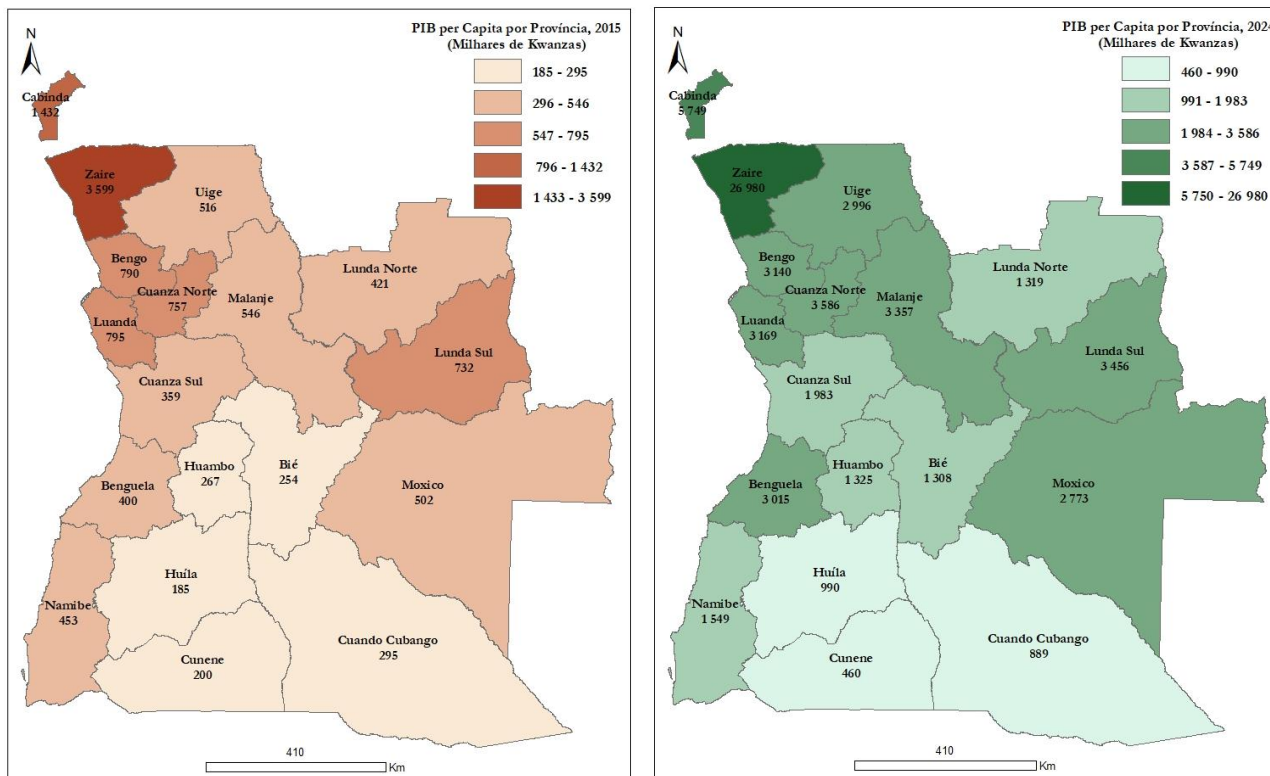 PIB per Capita por Província, 2015
(Milhares de Kwanzas)
185 - 295
296 - 546
547 - 795
796 - 1 432
1 433 - 3 599
N
Cabinda
1 432
Zaire
3 599
Uige
516
Bengo
790
Cuanza Norte
757
Luanda
795
Malanje
546
Lunda Norte
421
Lunda Sul
732
Cuanza Sul
359
Huambo
267
Bié
254
Benguela
400
Moxico
502
Huíla
185
Namibe
453
Cunene
200
Cuando Cubango
295
410
Km
PIB per Capita por Província, 2024
(Milhares de Kwanzas)
460 - 990
991 - 1 983
1 984 - 3 586
3 587 - 5 749
5 750 - 26 980
N
Cabinda
5 749
Zaire
26 980
Uige
2 996
Bengo
3 140
Cuanza Norte
3 586
Luanda
3 169
Malanje
3 357
Lunda Norte
1 319
Lunda Sul
3 456
Cuanza Sul
1 983
Huambo
1 325
Bié
1 308
Benguela
3 015
Moxico
2 773
Huíla
990
Namibe
1 549
Cunene
460
Cuando Cubango
889
410
Km